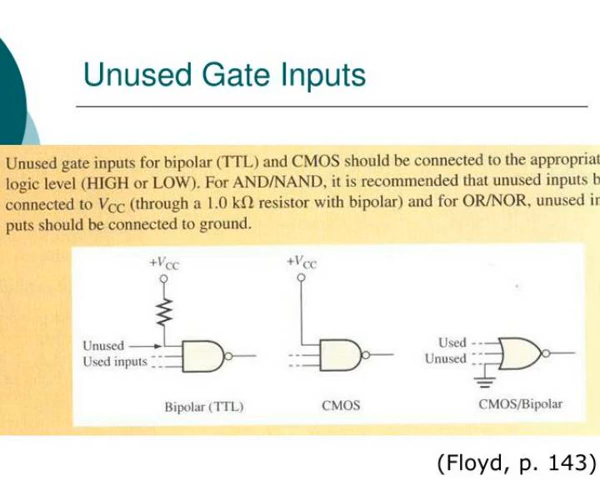 Unused Gate Inputs
Unused gate inputs for bipolar (TTL) and CMOS should be connected to the appropriat
logic level (HIGH or LOW). For AND/NAND, it is recommended that unused inputs b
connected to VCC (through a 1.0 kΩ resistor with bipolar) and for OR/NOR, unused in
puts should be connected to ground.
+VCC +VCC
Unused
Used inputs
Used
Unused
Bipolar (TTL) CMOS CMOS/Bipolar
(Floyd, p. 143)